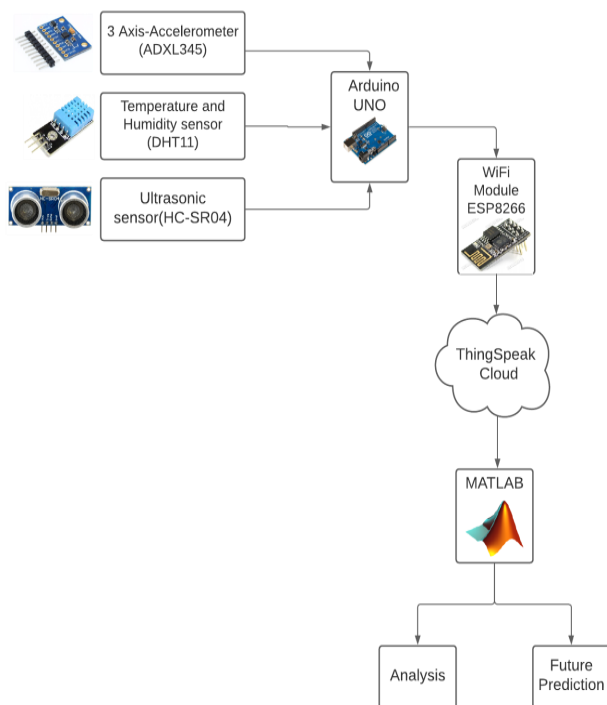 3 Axis-Accelerometer
(ADXL345)
Temperature and
Humidity sensor
(DHT11)
Ultrasonic
sensor(HC-SR04)
Arduino
UNO
WiFi
Module
ESP8266
ThingSpeak
Cloud
MATLAB
Analysis
Future
Prediction